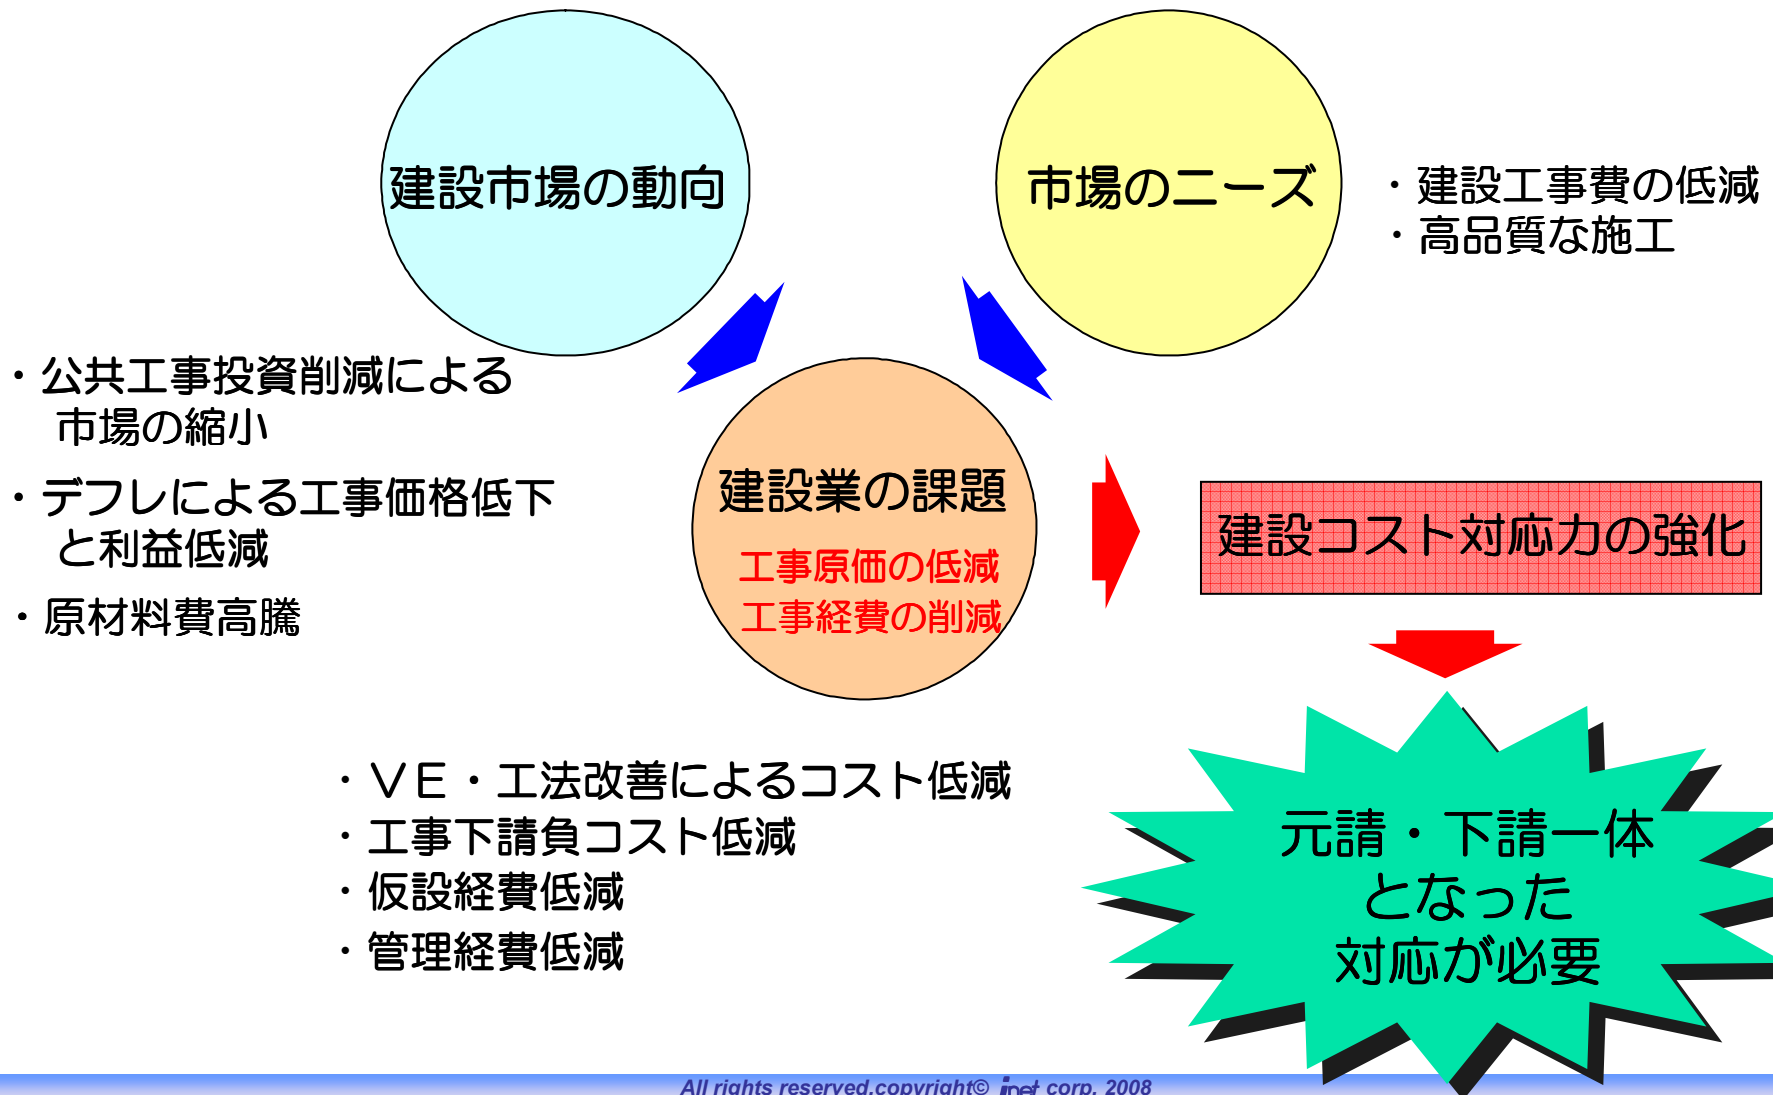 建設市場の動向
市場のニーズ
・建設工事費の低減
・高品質な施工
・公共工事投資削減による
市場の縮小
・デフレによる工事価格低下
と利益低減
・原材料費高騰
建設業の課題
工事原価の低減
工事経費の削減
建設コスト対応力の強化
・ＶＥ・工法改善によるコスト低減
・工事下請負コスト低減
・仮設経費低減
・管理経費低減
元請・下請一体
となった
対応が必要
All rights reserved,copyright© inet corp. 2008